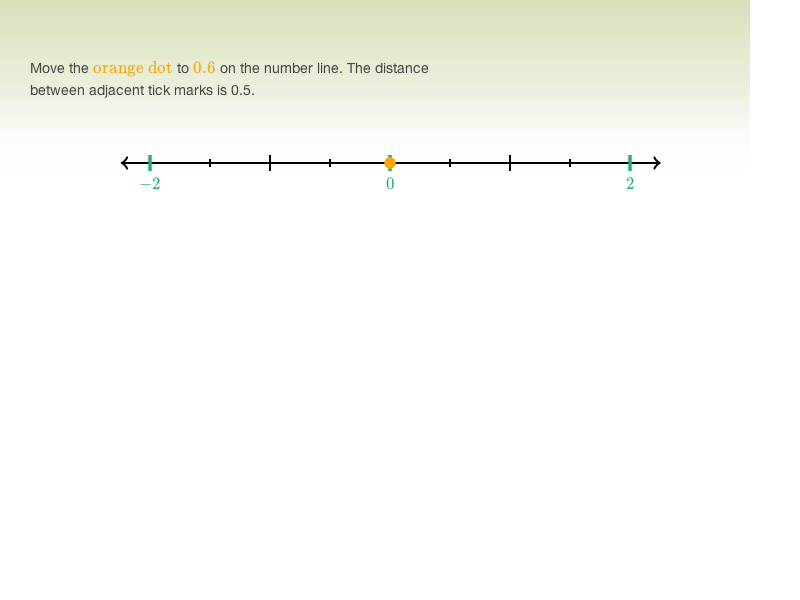 Move the orange dot to 0.6 on the number line. The distance
between adjacent tick marks is 0.5.
−2 0 2